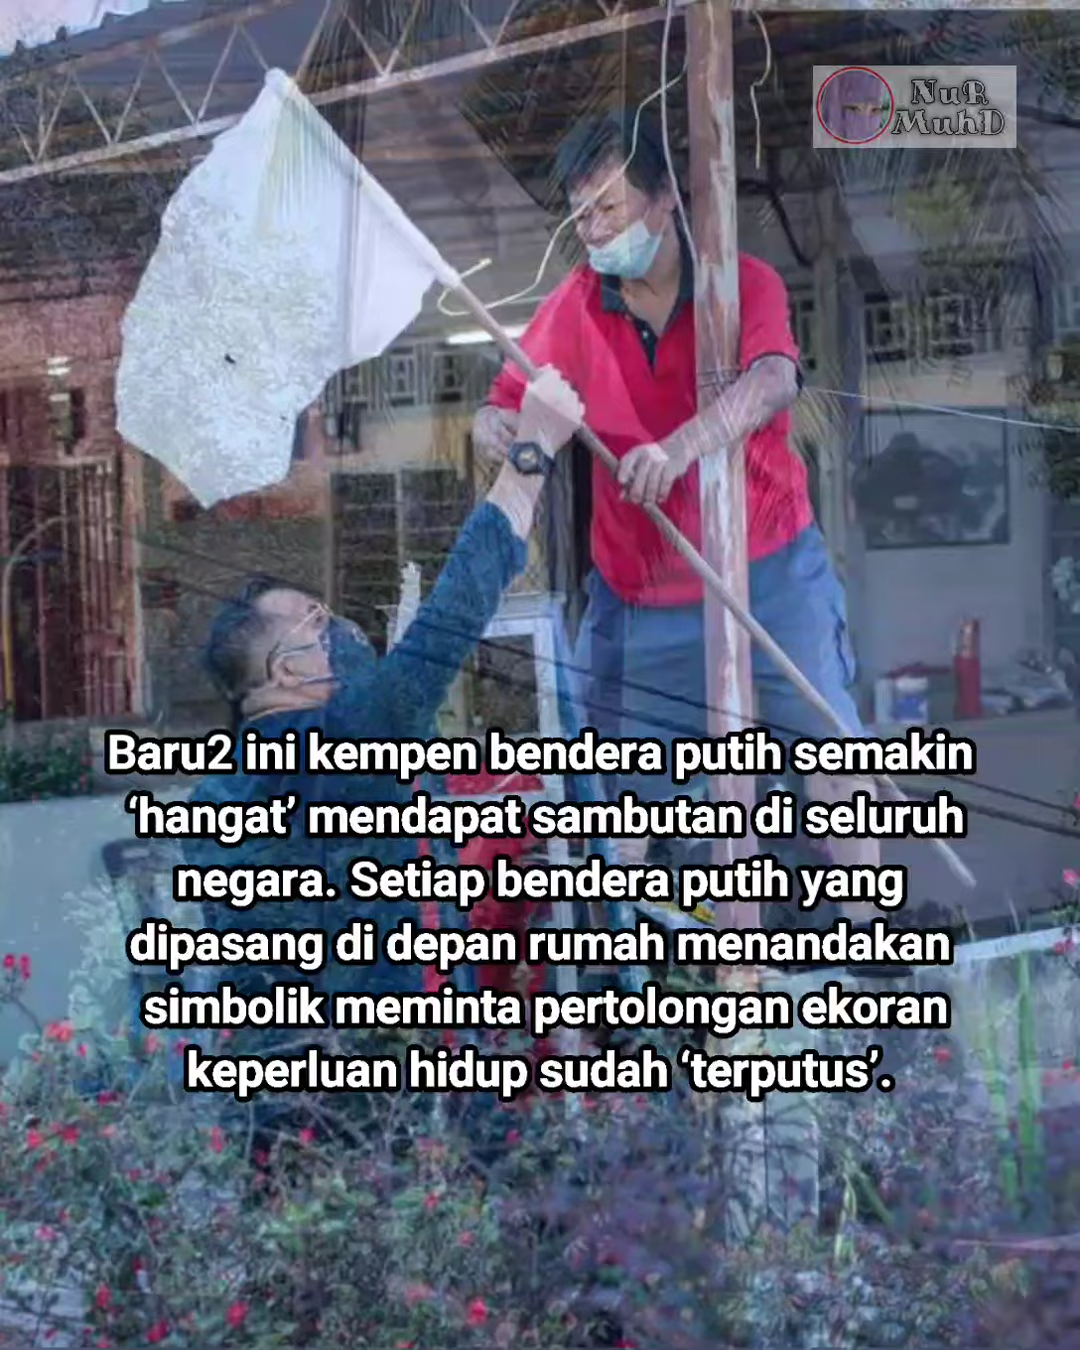 NuR
MuhD
Baru2 ini kempen bendera putih semakin
‘hangat’ mendapat sambutan di seluruh
negara. Setiap bendera putih yang
dipasang di depan rumah menandakan
simbolik meminta pertolongan ekoran
keperluan hidup sudah ‘terputus’.